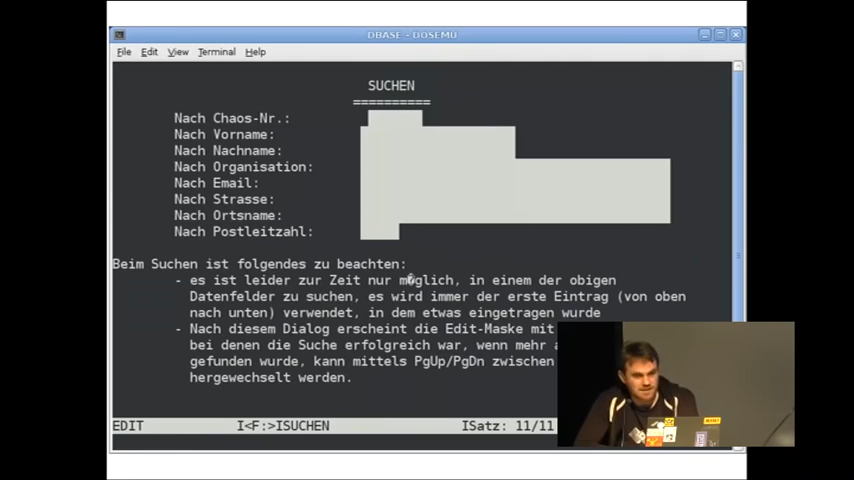 DBASE - DOSEMU
File Edit View Terminal Help
SUCHEN
==========
Nach Chaos-Nr.:
Nach Vorname:
Nach Nachname:
Nach Organisation:
Nach Email:
Nach Strasse:
Nach Ortsname:
Nach Postleitzahl:
Beim Suchen ist folgendes zu beachten:
- es ist leider zur Zeit nur m�glich, in einem der obigen
Datenfelder zu suchen, es wird immer der erste Eintrag (von oben
nach unten) verwendet, in dem etwas eingetragen wurde
- Nach diesem Dialog erscheint die Edit-Maske mit
bei denen die Suche erfolgreich war, wenn mehr
gefunden wurde, kann mittels PgUp/PgDn zwischen
hergewechselt werden.
EDIT I<F:>ISUCHEN ISatz: 11/11